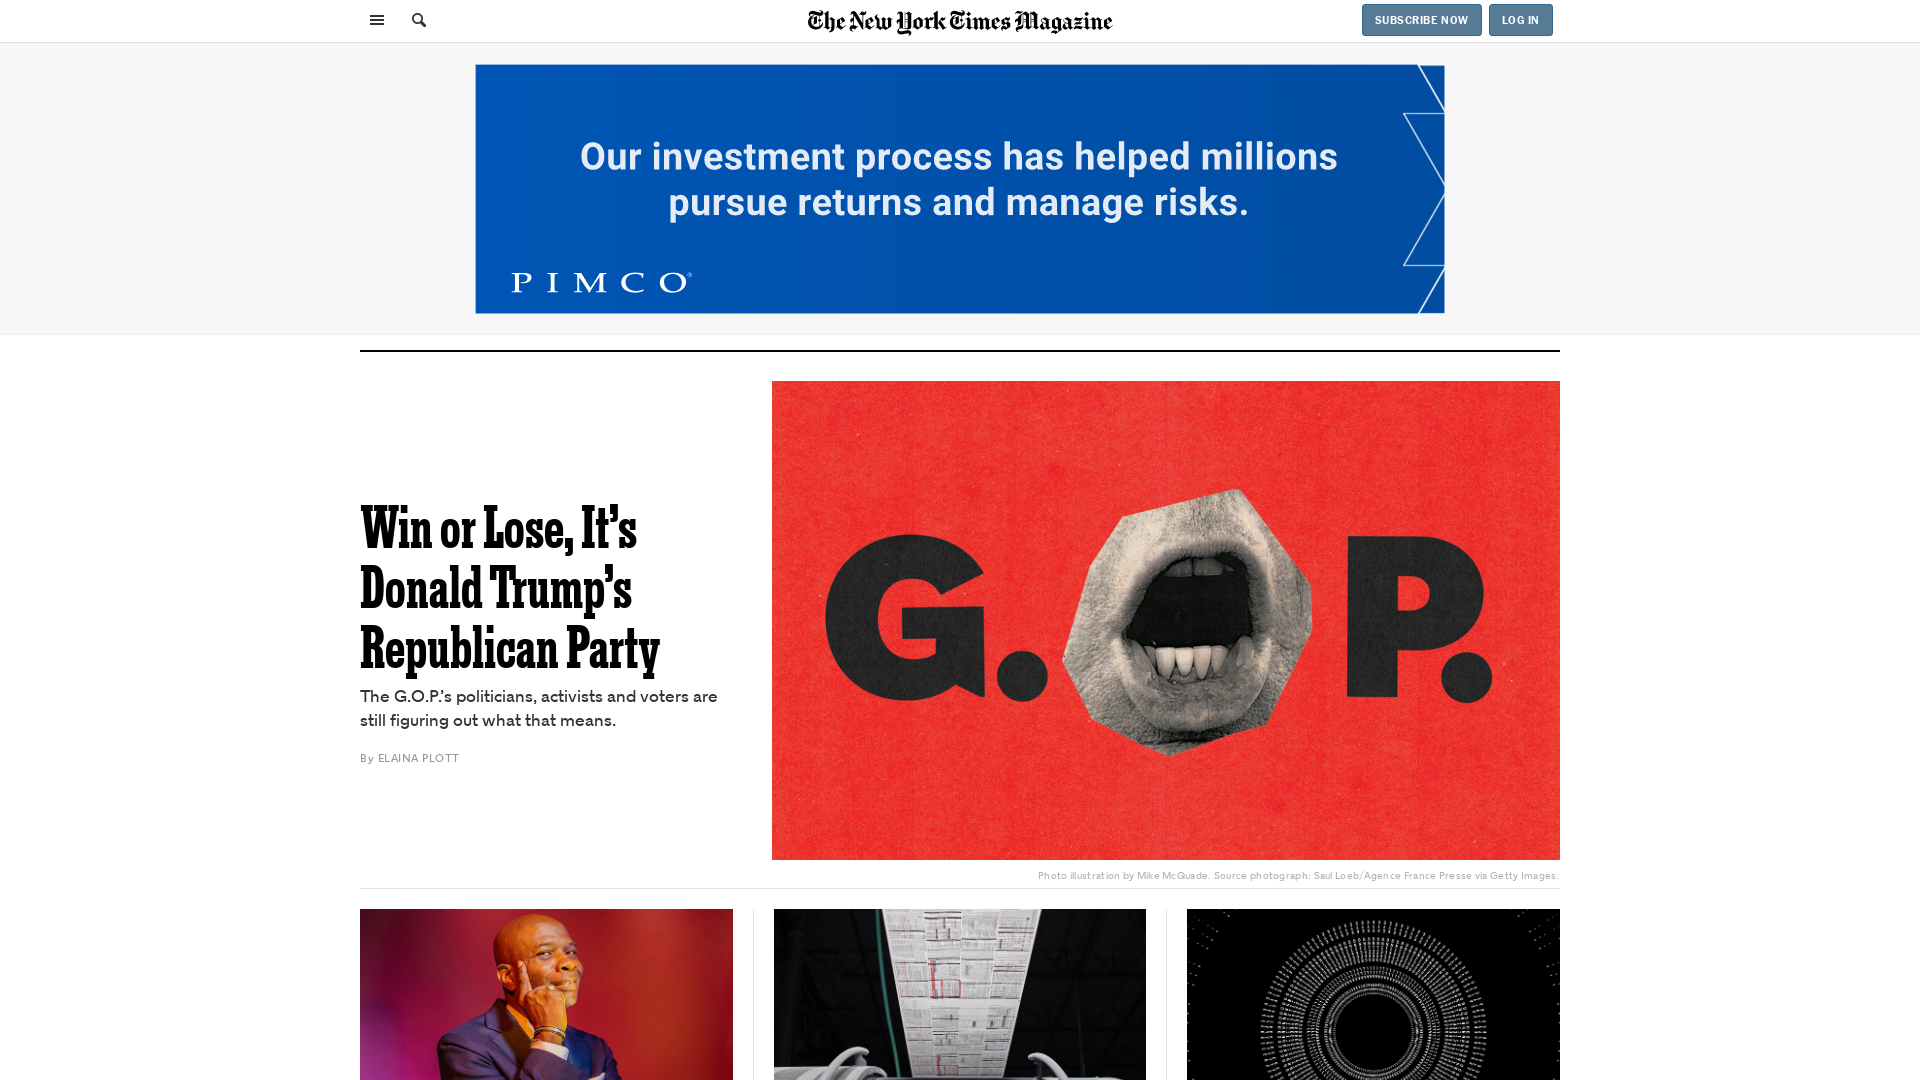 The New York Times Magazine
SUBSCRIBE NOW
LOG IN
Our investment process has helped millions
pursue returns and manage risks.
PIMCO®
Win or Lose, It’s
Donald Trump’s
Republican Party
The G.O.P.’s politicians, activists and voters are
still figuring out what that means.
By ELAINA PLOTT
G. P.
Photo illustration by Mike McQuade. Source photograph: Saul Loeb/Agence France Presse via Getty Images.